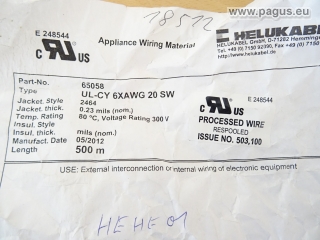 www.pagus.eu
18512
E 248544
c RU US
Appliance Wiring Material
HELUKABEL
HELUKABEL GmbH, D-71282 Hemmingen
Part-No. 65058
Type UL-CY 6XAWG 20 SW
Jacket. Style 2464
Jacket. thick. 0.23 mils (nom.)
Temp. Rating 80 °C, Voltage Rating 300 V
Insul. Style
Insul. thick. mils (nom.)
Manufact. Date 05/2012
Length 500 m
E 248544
c RU US
PROCESSED WIRE
RESPOOLED
ISSUE NO. 503,100
USE: External interconnection or internal wiring of electronic equipment
HEHE01